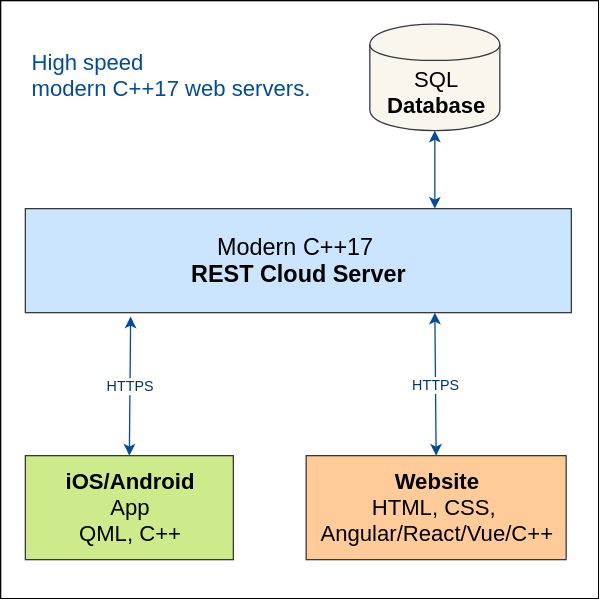 High speed
modern C++17 web servers.
SQL
Database
Modern C++17
REST Cloud Server
HTTPS
HTTPS
iOS/Android
App
QML, C++
Website
HTML, CSS,
Angular/React/Vue/C++